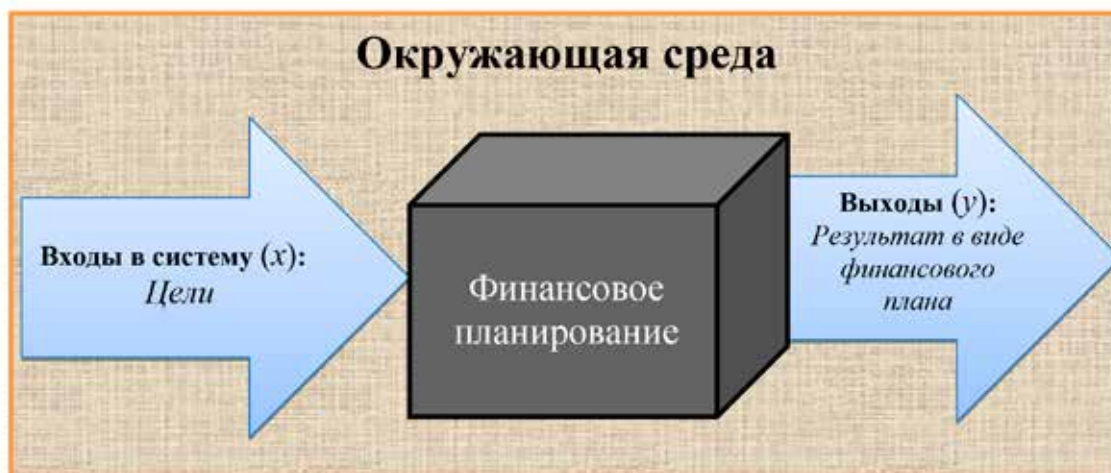 Окружающая среда
Входы в систему (x):
Цели
Финансовое
планирование
Выходы (y):
Результат в виде
финансового
плана